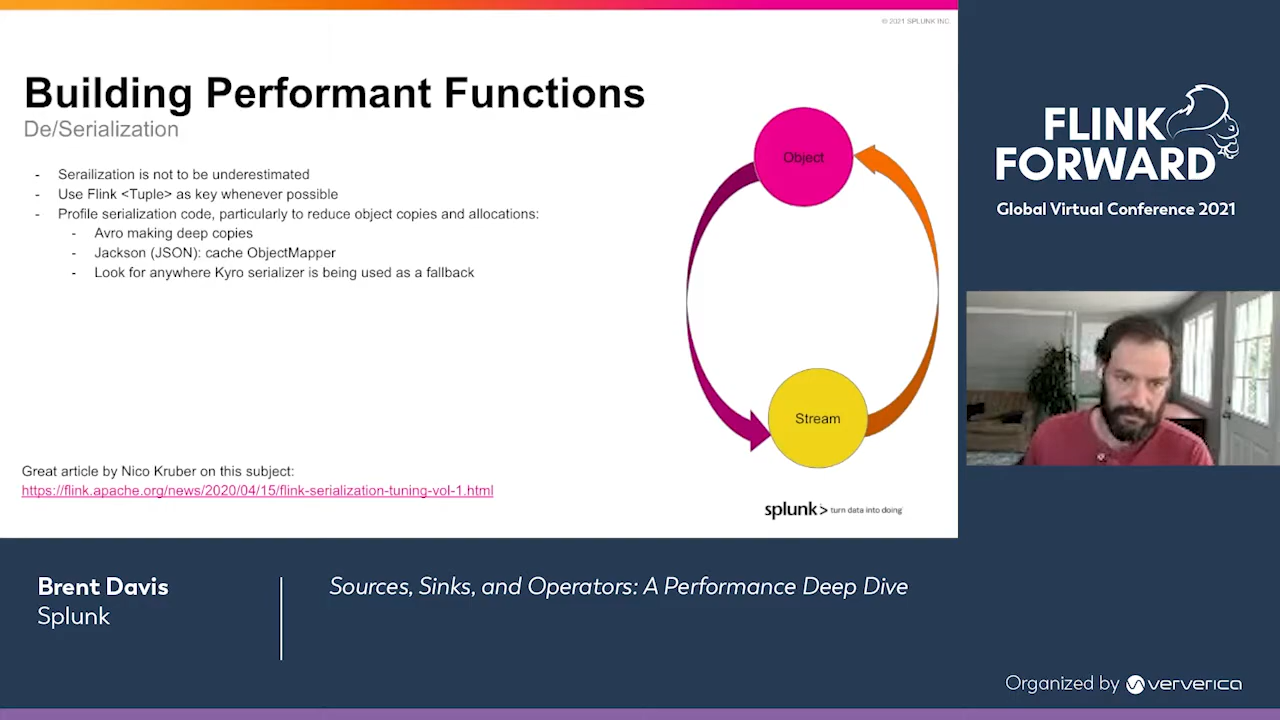 © 2021 SPLUNK INC.
Building Performant Functions
De/Serialization
- Serailization is not to be underestimated
- Use Flink <Tuple> as key whenever possible
- Profile serialization code, particularly to reduce object copies and allocations:
- Avro making deep copies
- Jackson (JSON): cache ObjectMapper
- Look for anywhere Kyro serializer is being used as a fallback
Object
Stream
Great article by Nico Kruber on this subject:
https://flink.apache.org/news/2020/04/15/flink-serialization-tuning-vol-1.html
splunk> turn data into doing
FLINK
FORWARD
Global Virtual Conference 2021
Brent Davis
Splunk
Sources, Sinks, and Operators: A Performance Deep Dive
Organized by ververica